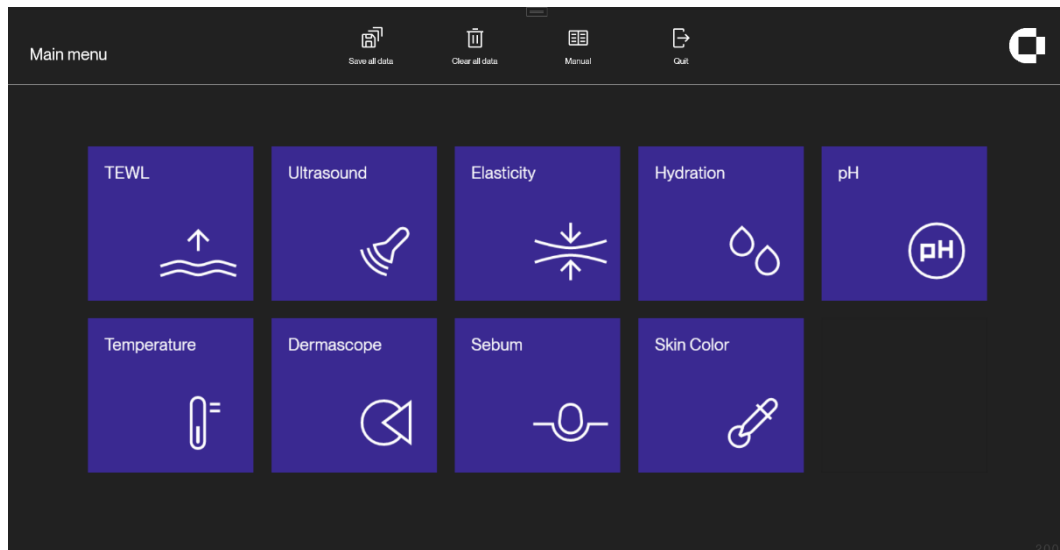 Main menu
Save all data
Clear all data
Manual
Quit
TEWL
Ultrasound
Elasticity
Hydration
pH
pH
Temperature
Dermascope
Sebum
Skin Color